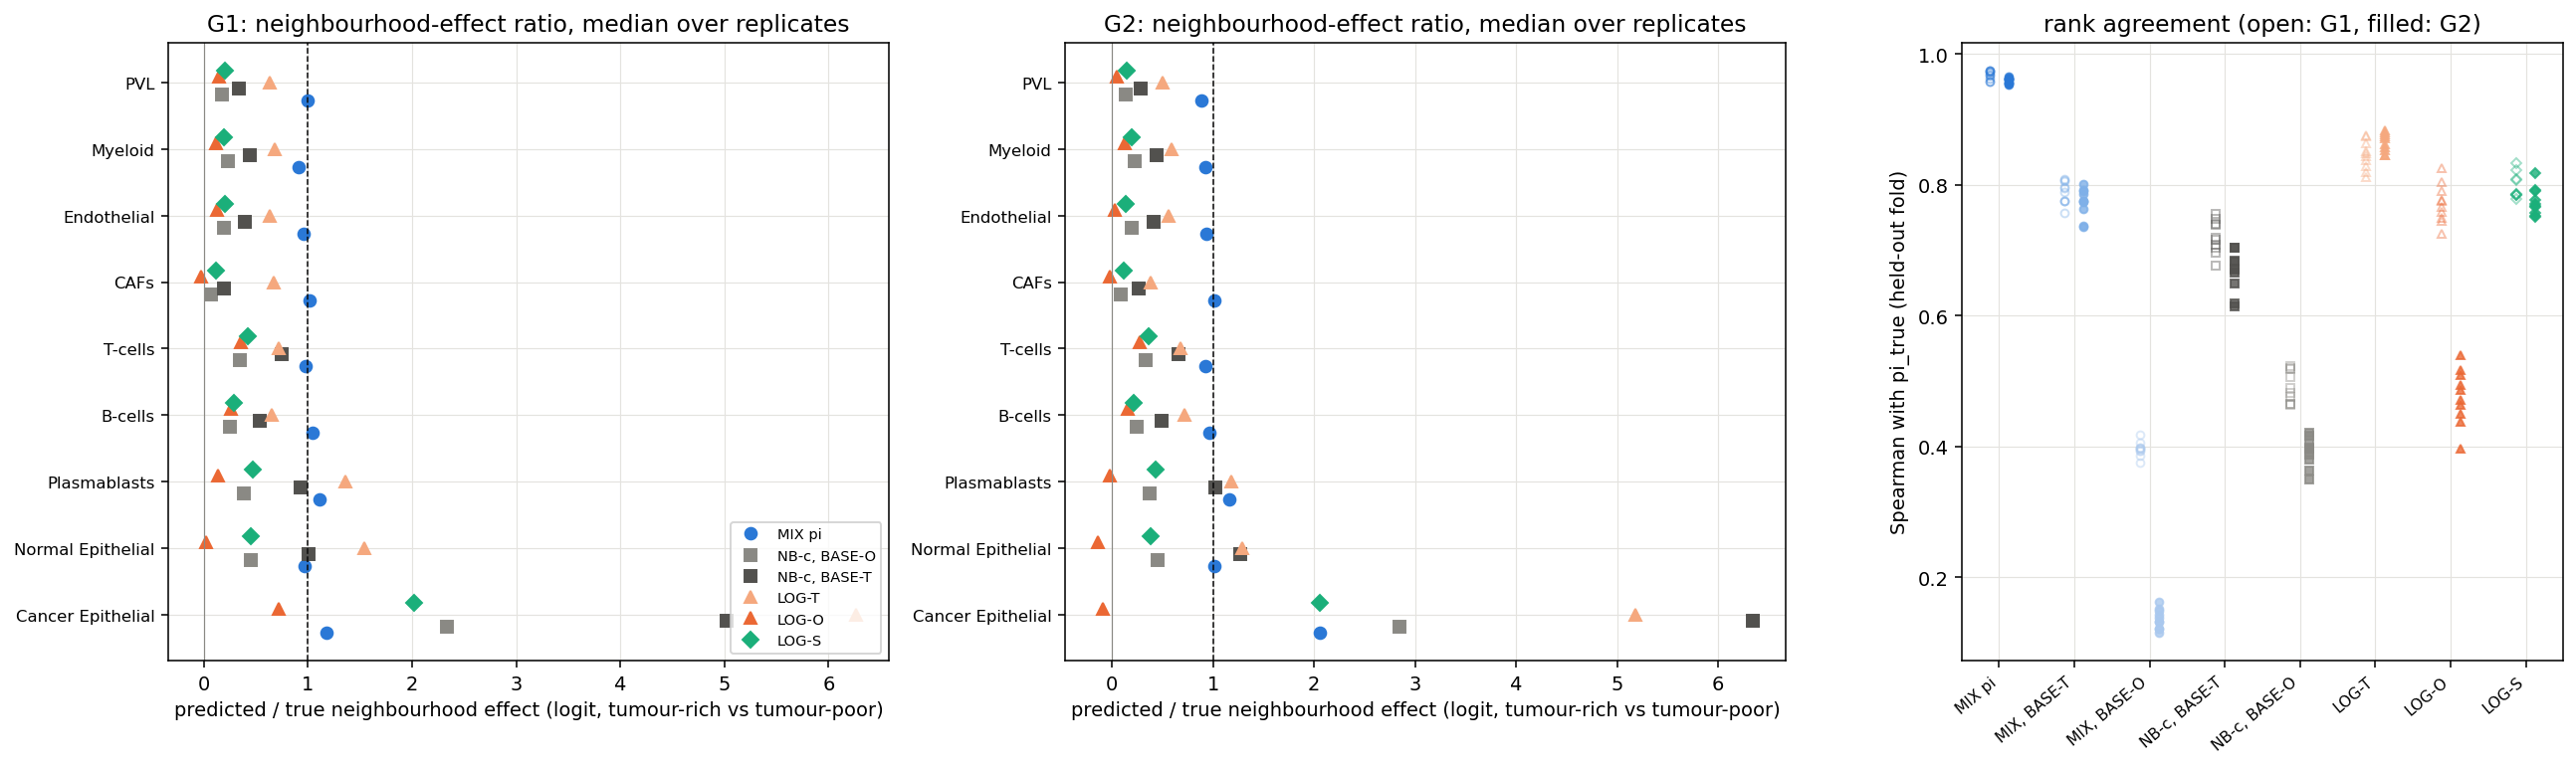 G1: neighbourhood-effect ratio, median over replicates
PVL
Myeloid
Endothelial
CAFs
T-cells
B-cells
Plasmablasts
Normal Epithelial
Cancer Epithelial
MIX pi
NB-c, BASE-O
NB-c, BASE-T
LOG-T
LOG-O
LOG-S
0 1 2 3 4 5 6
predicted / true neighbourhood effect (logit, tumour-rich vs tumour-poor)
G2: neighbourhood-effect ratio, median over replicates
PVL
Myeloid
Endothelial
CAFs
T-cells
B-cells
Plasmablasts
Normal Epithelial
Cancer Epithelial
0 1 2 3 4 5 6
predicted / true neighbourhood effect (logit, tumour-rich vs tumour-poor)
rank agreement (open: G1, filled: G2)
Spearman with pi_true (held-out fold)
1.0
0.8
0.6
0.4
0.2
MIX pi
MIX, BASE-T
MIX, BASE-O
NB-c, BASE-T
NB-c, BASE-O
LOG-T
LOG-O
LOG-S